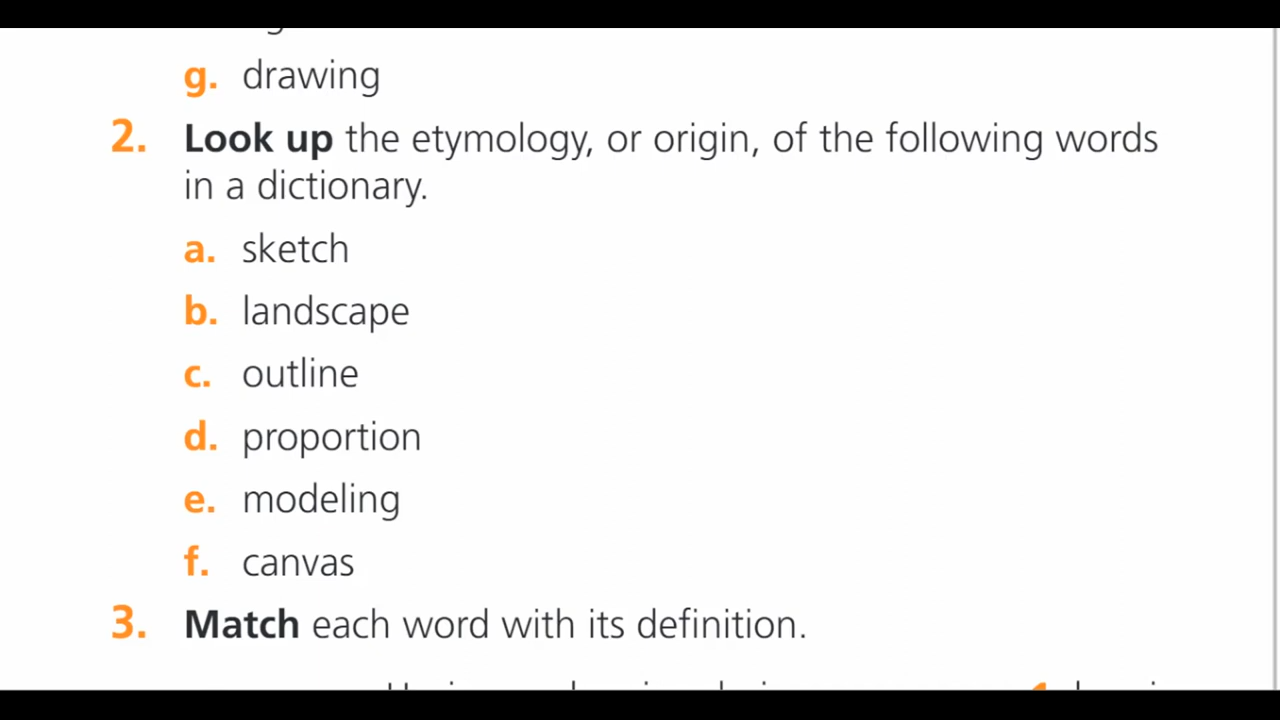 g. drawing
2. Look up the etymology, or origin, of the following words
in a dictionary.
a. sketch
b. landscape
c. outline
d. proportion
e. modeling
f. canvas
3. Match each word with its definition.